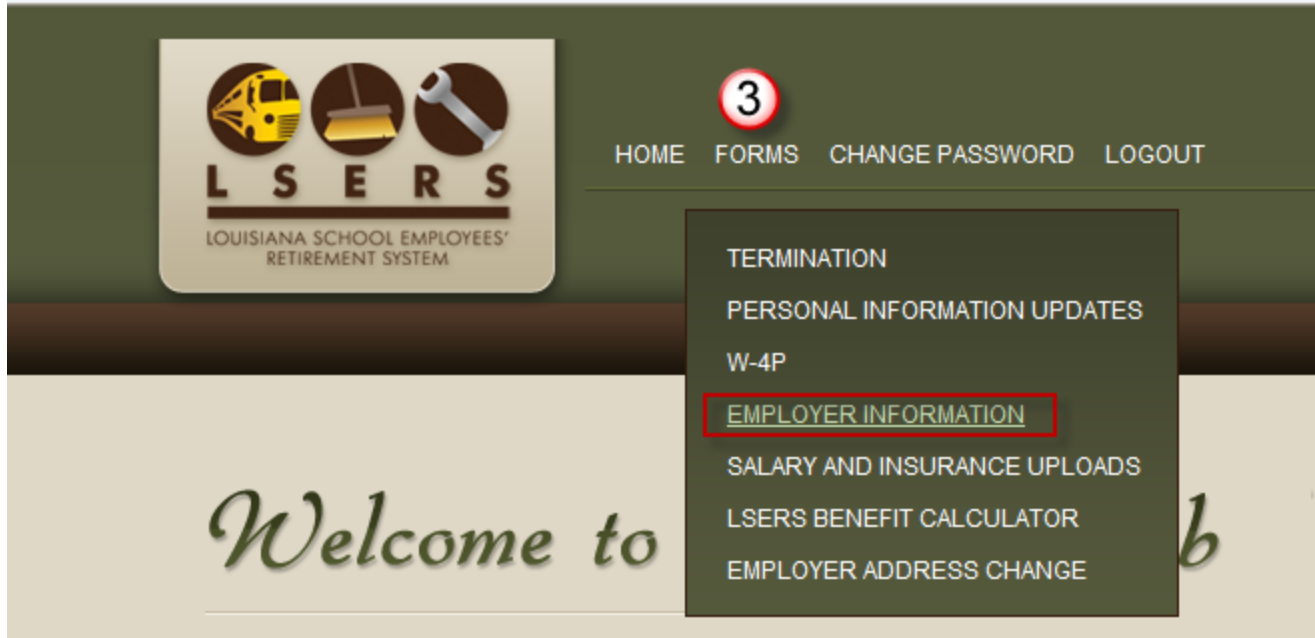 3
HOME FORMS CHANGE PASSWORD LOGOUT
L S E R S
LOUISIANA SCHOOL EMPLOYEES'
RETIREMENT SYSTEM
TERMINATION
PERSONAL INFORMATION UPDATES
W-4P
EMPLOYER INFORMATION
SALARY AND INSURANCE UPLOADS
LSERS BENEFIT CALCULATOR
EMPLOYER ADDRESS CHANGE
Welcome to